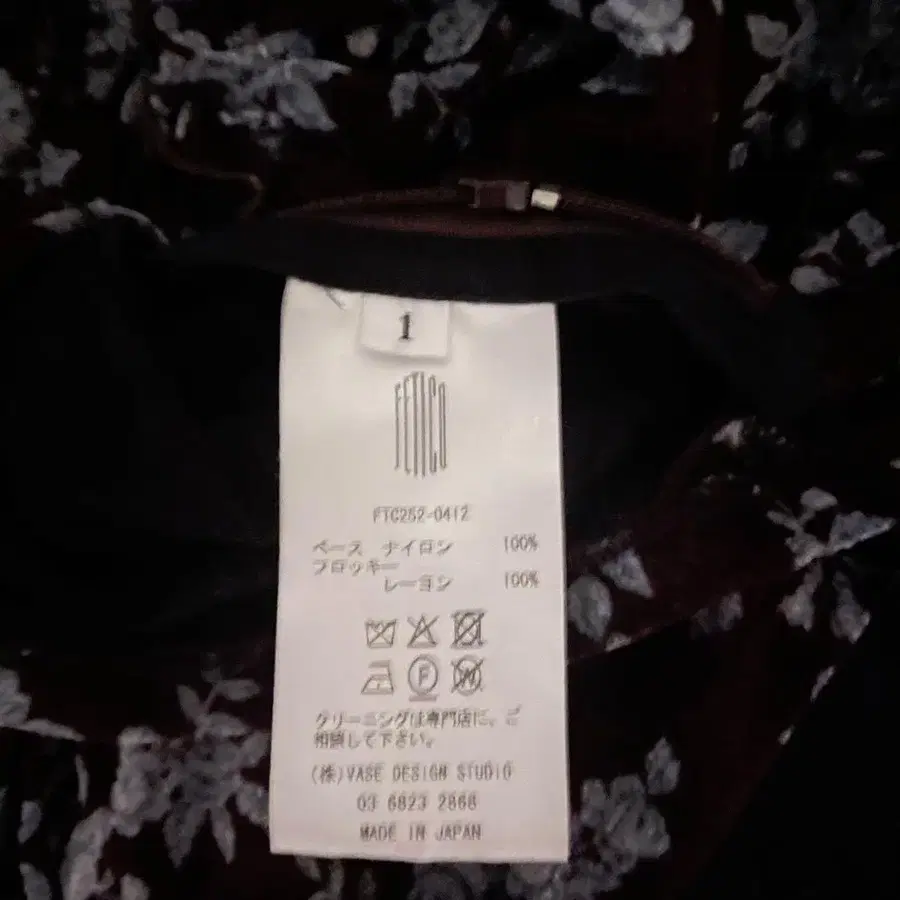 1
FETICO
FTC252-0412
ベース ナイロン 100%
フロッキー
レーヨン 100%
F
W
クリーニングは専門店に、ご
相談して下さい。
(株)VASE DESIGN STUDIO
03 6823 2868
MADE IN JAPAN